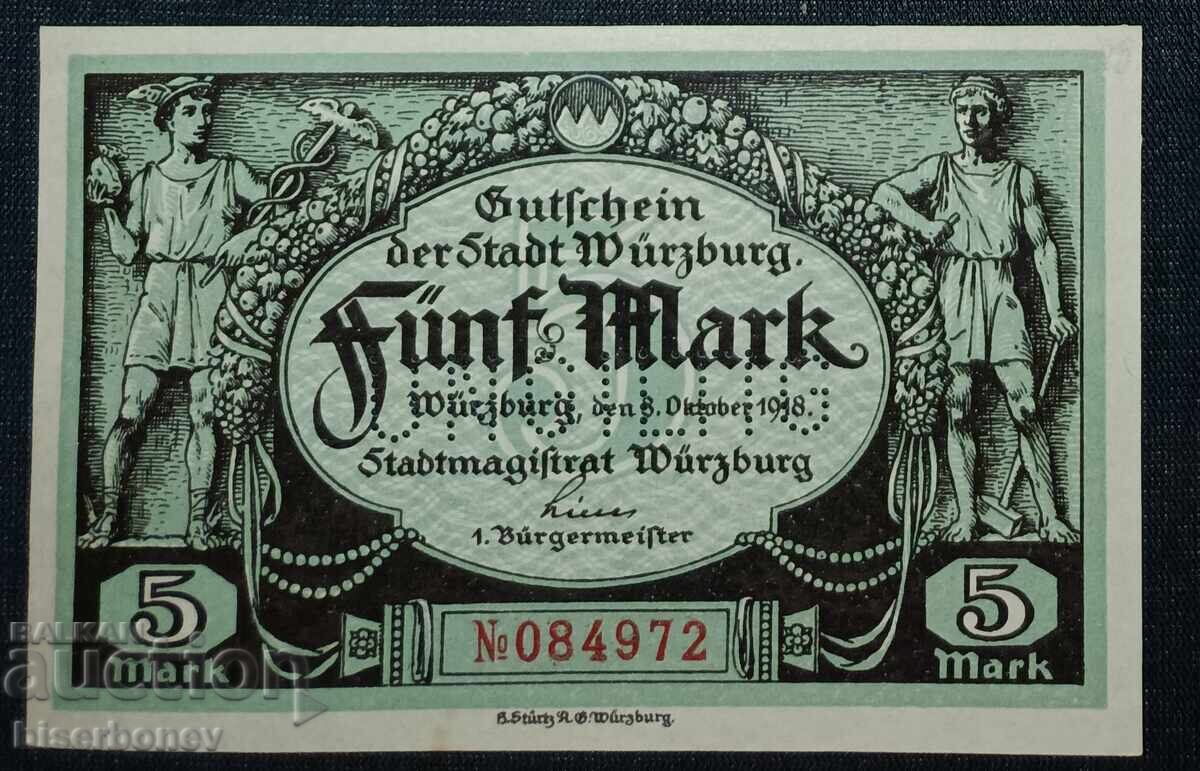 Gutschein
der Stadt Würzburg.
Fünf Mark
Würzburg, den 8. Oktober 1918.
Stadtmagistrat Würzburg
1. Bürgermeister
5 Mark
№084972
5 Mark
H. Stürtz A. G. Würzburg.
BALKAN
auction
biserboney